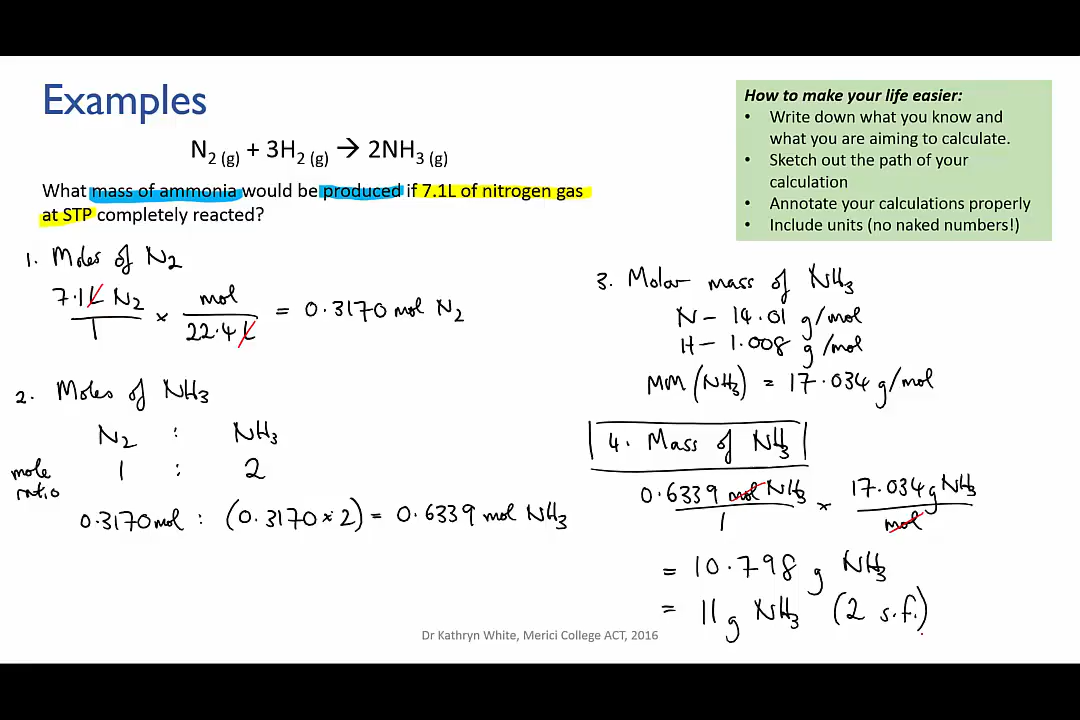 Examples
N2 (g) + 3H2 (g) → 2NH3 (g)
What mass of ammonia would be produced if 7.1L of nitrogen gas
at STP completely reacted?
How to make your life easier:
• Write down what you know and
what you are aiming to calculate.
• Sketch out the path of your
calculation
• Annotate your calculations properly
• Include units (no naked numbers!)
1. Moles of N2
7.1L N2 / 1 × mol / 22.4 L = 0.3170 mol N2
2. Moles of NH3
N2 : NH3
mole ratio 1 : 2
0.3170 mol : (0.3170 × 2) = 0.6339 mol NH3
3. Molar mass of NH3
N – 14.01 g/mol
H – 1.008 g/mol
MM (NH3) = 17.034 g/mol
4. Mass of NH3
0.6339 mol NH3 / 1 × 17.034 g NH3 / mol
= 10.798 g NH3
= 11 g NH3 (2 s.f.)
Dr Kathryn White, Merici College ACT, 2016